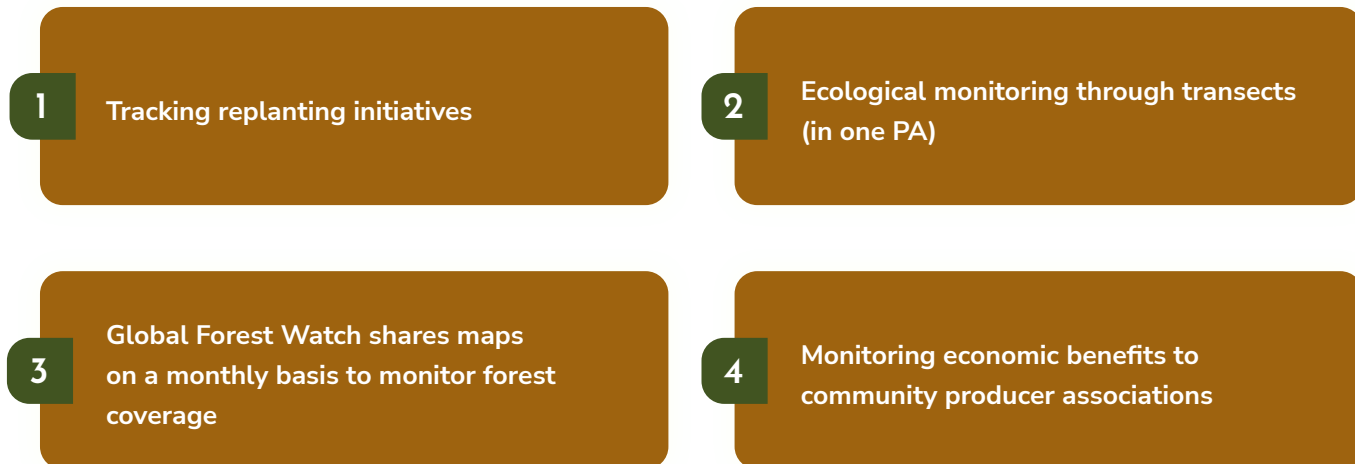 1
Tracking replanting initiatives
2
Ecological monitoring through transects
(in one PA)
3
Global Forest Watch shares maps
on a monthly basis to monitor forest
coverage
4
Monitoring economic benefits to
community producer associations